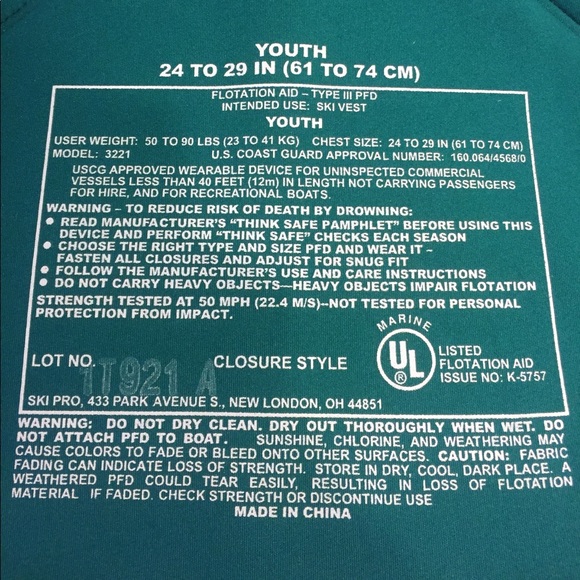 YOUTH
24 TO 29 IN (61 TO 74 CM)
FLOTATION AID – TYPE III PFD
INTENDED USE: SKI VEST
YOUTH
USER WEIGHT: 50 TO 90 LBS (23 TO 41 KG) CHEST SIZE: 24 TO 29 IN (61 TO 74 CM)
MODEL: 3221 U.S. COAST GUARD APPROVAL NUMBER: 160.064/4568/0
USCG APPROVED WEARABLE DEVICE FOR UNINSPECTED COMMERCIAL
VESSELS LESS THAN 40 FEET (12m) IN LENGTH NOT CARRYING PASSENGERS
FOR HIRE, AND FOR RECREATIONAL BOATS.
WARNING – TO REDUCE RISK OF DEATH BY DROWNING:
● READ MANUFACTURER'S "THINK SAFE PAMPHLET" BEFORE USING THIS
DEVICE AND PERFORM "THINK SAFE" CHECKS EACH SEASON
● CHOOSE THE RIGHT TYPE AND SIZE PFD AND WEAR IT –
FASTEN ALL CLOSURES AND ADJUST FOR SNUG FIT
● FOLLOW THE MANUFACTURER'S USE AND CARE INSTRUCTIONS
● DO NOT CARRY HEAVY OBJECTS—HEAVY OBJECTS IMPAIR FLOTATION
STRENGTH TESTED AT 50 MPH (22.4 M/S)--NOT TESTED FOR PERSONAL
PROTECTION FROM IMPACT.
MARINE
UL ®
LISTED
FLOTATION AID
ISSUE NO: K-5757
LOT NO. 1T921 A CLOSURE STYLE
SKI PRO, 433 PARK AVENUE S., NEW LONDON, OH 44851
WARNING: DO NOT DRY CLEAN. DRY OUT THOROUGHLY WHEN WET. DO
NOT ATTACH PFD TO BOAT. SUNSHINE, CHLORINE, AND WEATHERING MAY
CAUSE COLORS TO FADE OR BLEED ONTO OTHER SURFACES. CAUTION: FABRIC
FADING CAN INDICATE LOSS OF STRENGTH. STORE IN DRY, COOL, DARK PLACE. A
WEATHERED PFD COULD TEAR EASILY, RESULTING IN LOSS OF FLOTATION
MATERIAL IF FADED. CHECK STRENGTH OR DISCONTINUE USE
MADE IN CHINA